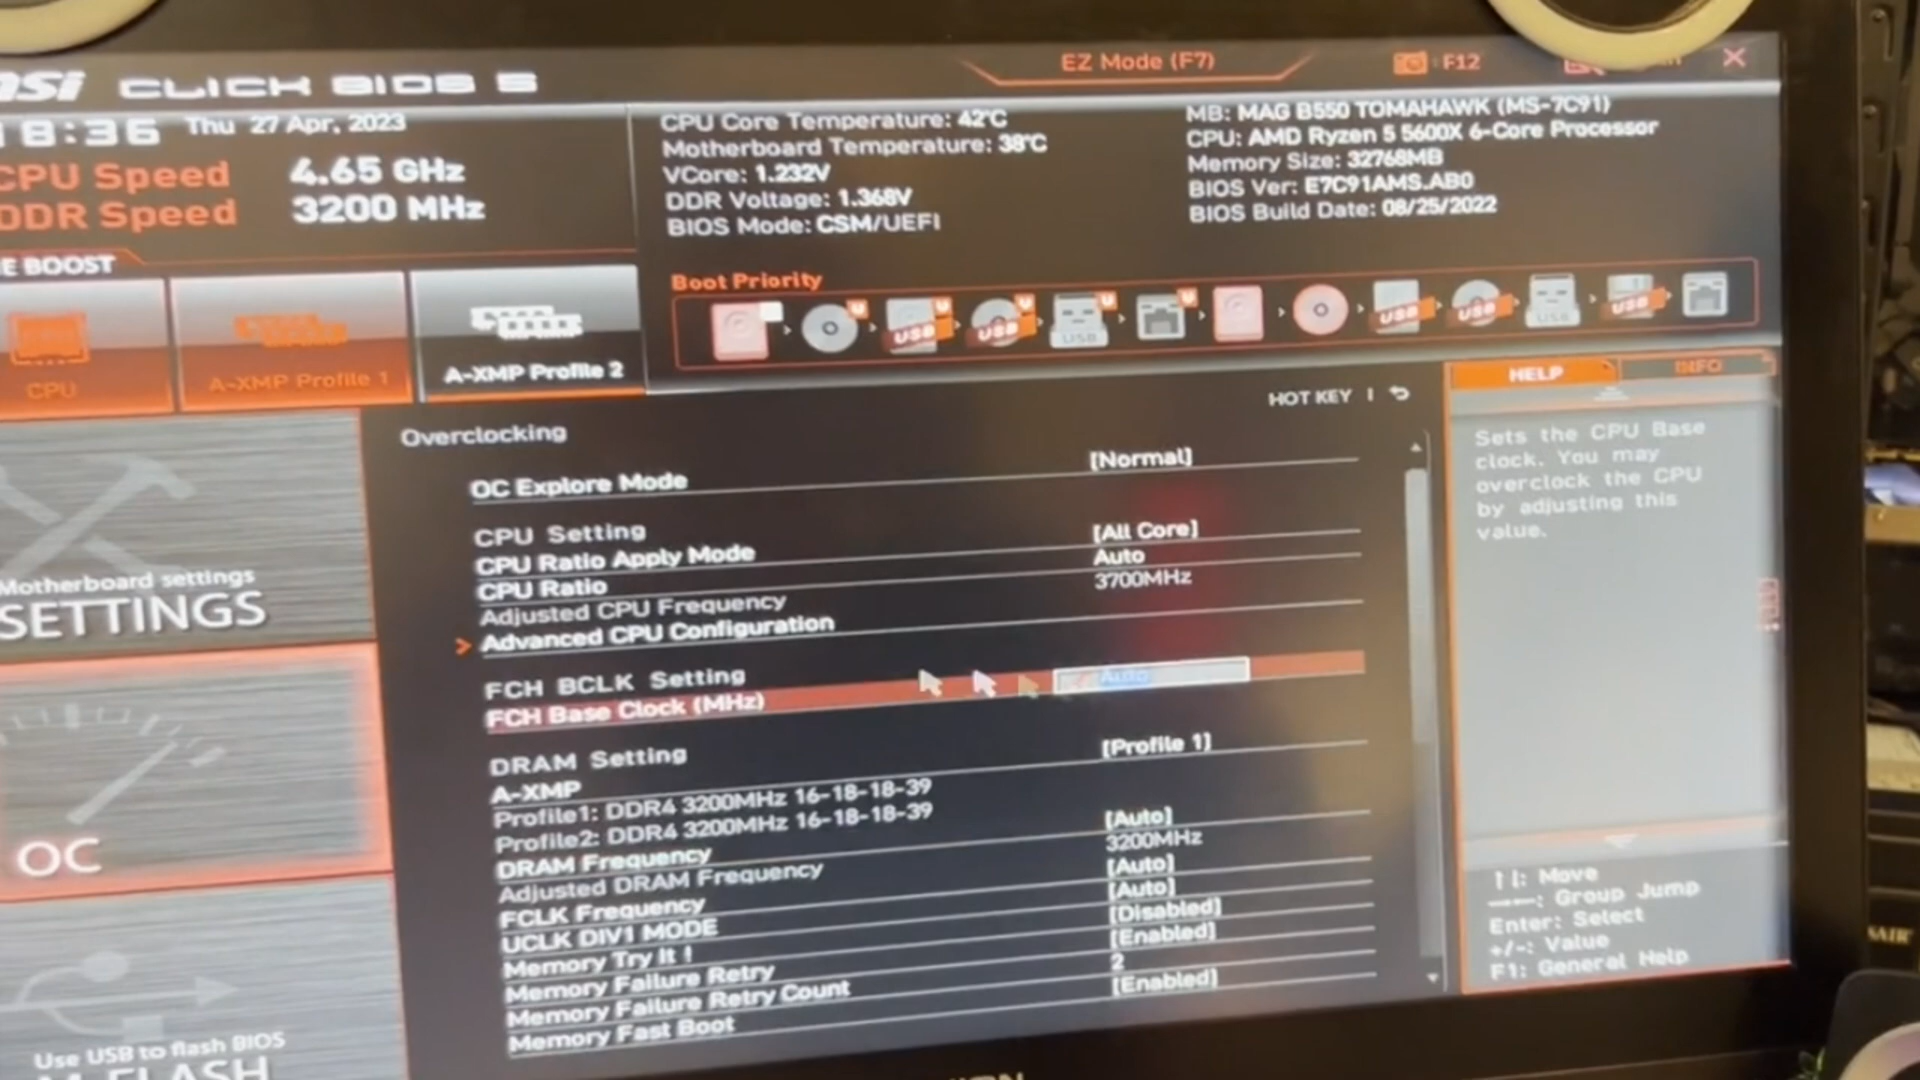 CLICK BIOS 5
EZ Mode (F7)
: F12
X
18:36 Thu 27 Apr, 2023
CPU Speed 4.65 GHz
DDR Speed 3200 MHz
CPU Core Temperature: 42°C
Motherboard Temperature: 38°C
VCore: 1.232V
DDR Voltage: 1.368V
BIOS Mode: CSM/UEFI
MB: MAG B550 TOMAHAWK (MS-7C91)
CPU: AMD Ryzen 5 5600X 6-Core Processor
Memory Size: 32768MB
BIOS Ver: E7C91AMS.AB0
BIOS Build Date: 08/25/2022
E BOOST
CPU
A-XMP Profile 1
A-XMP Profile 2
Boot Priority
U U U U U
USB USB USB USB USB USB USB
HOT KEY |
HELP
INFO
Motherboard settings
SETTINGS
OC
Use USB to flash BIOS
M-FLASH
Overclocking
OC Explore Mode [Normal]
CPU Setting
CPU Ratio Apply Mode [All Core]
CPU Ratio Auto
Adjusted CPU Frequency 3700MHz
> Advanced CPU Configuration
FCH BCLK Setting
FCH Base Clock (MHz) Auto
DRAM Setting
A-XMP [Profile 1]
Profile1: DDR4 3200MHz 16-18-18-39
Profile2: DDR4 3200MHz 16-18-18-39
DRAM Frequency [Auto]
Adjusted DRAM Frequency 3200MHz
FCLK Frequency [Auto]
UCLK DIV1 MODE [Auto]
Memory Try It ! [Disabled]
Memory Failure Retry [Enabled]
Memory Failure Retry Count 2
Memory Fast Boot [Enabled]
Sets the CPU Base
clock. You may
overclock the CPU
by adjusting this
value.
↑↓: Move
→←: Group Jump
Enter: Select
+/-: Value
F1: General Help